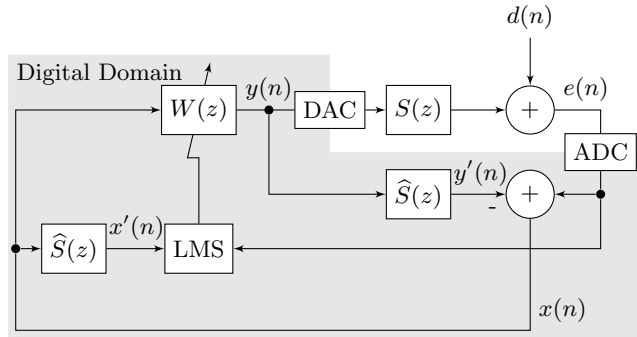 d(n)
Digital Domain
W(z)
y(n)
DAC
S(z)
+
e(n)
ADC
Ŝ(z)
y′(n)
-
+
Ŝ(z)
x′(n)
LMS
x(n)